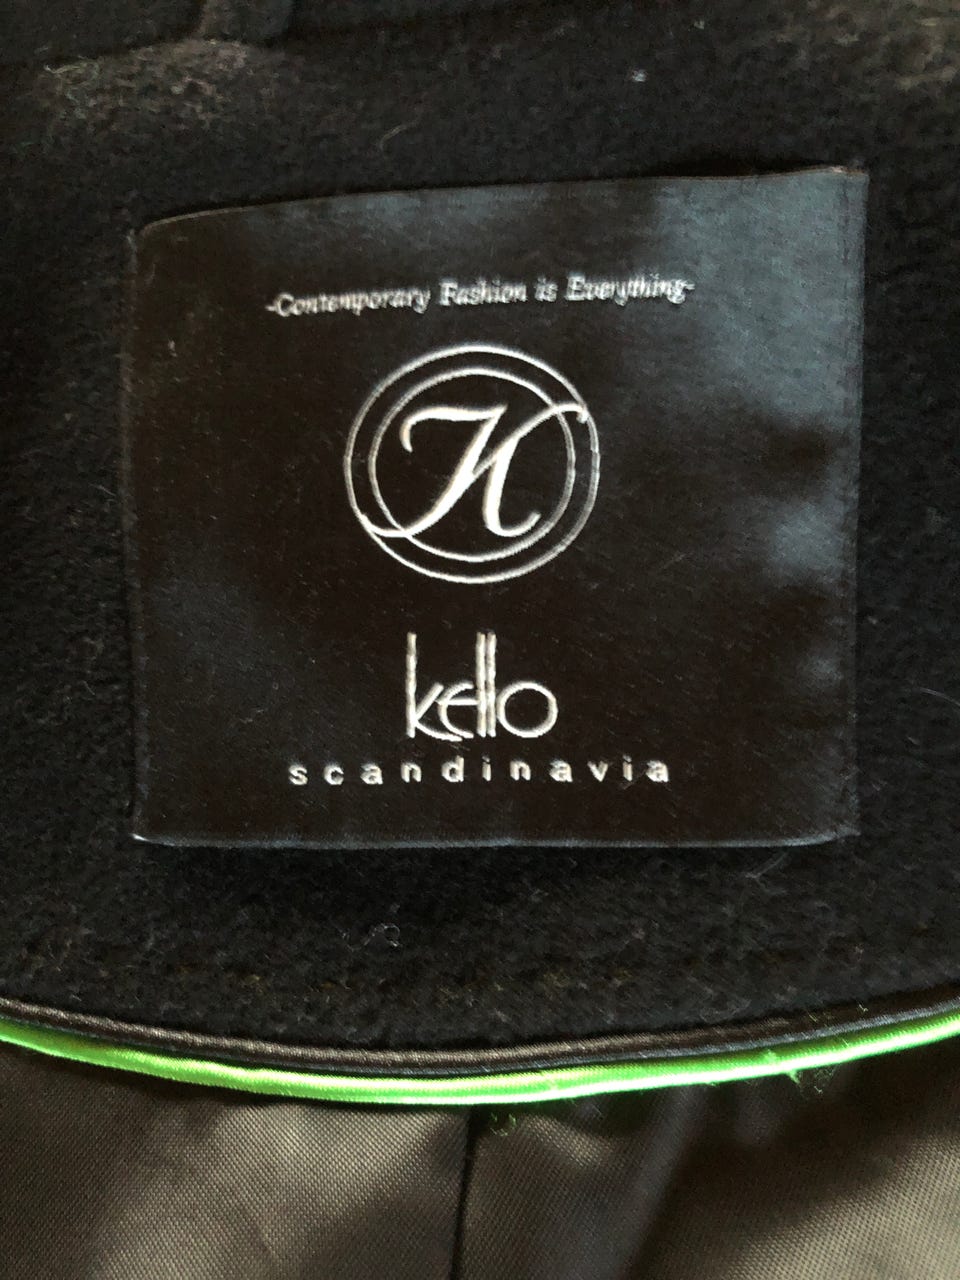 -Contemporary Fashion is Everything-
K
kello
scandinavia